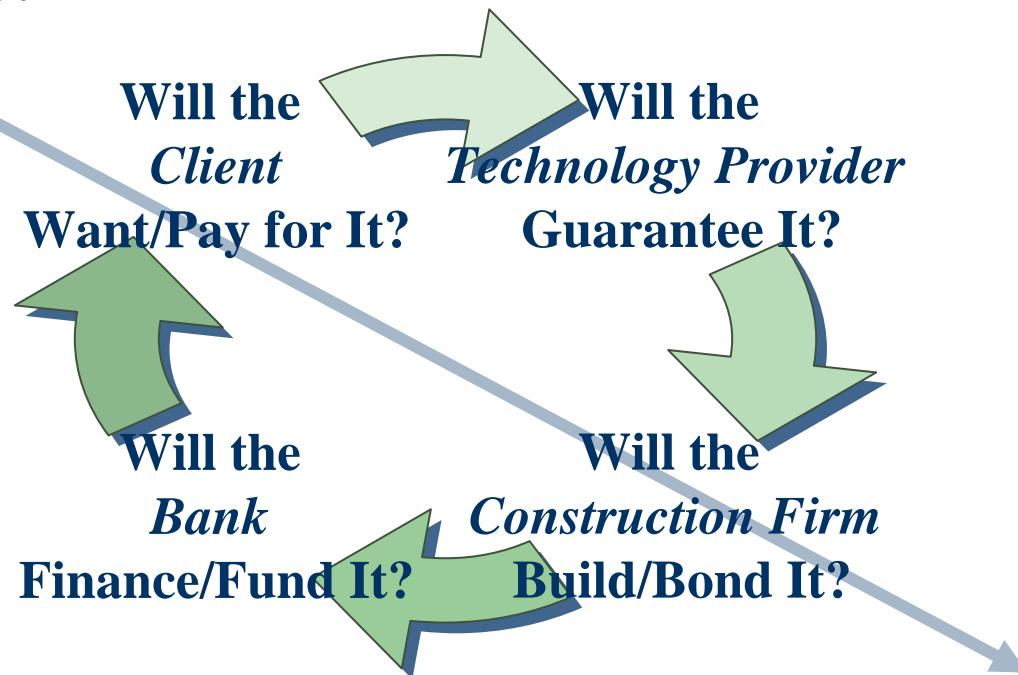 Will the
Client
Want/Pay for It?
Will the
Technology Provider
Guarantee It?
Will the
Bank
Finance/Fund It?
Will the
Construction Firm
Build/Bond It?